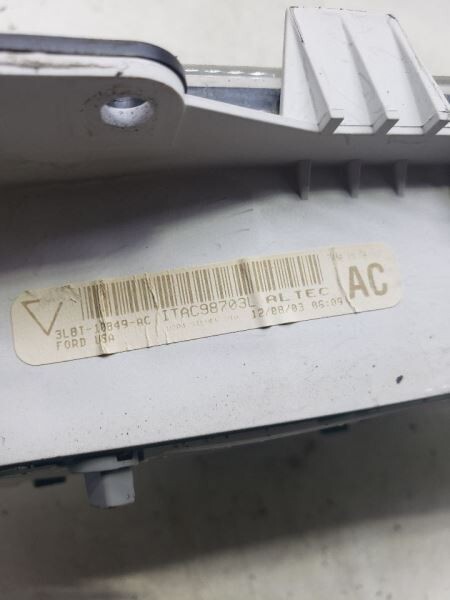 AC
ITAC98703L ALTEC
3L8T-10849-AC 12/08/03 06:09
FORD USA